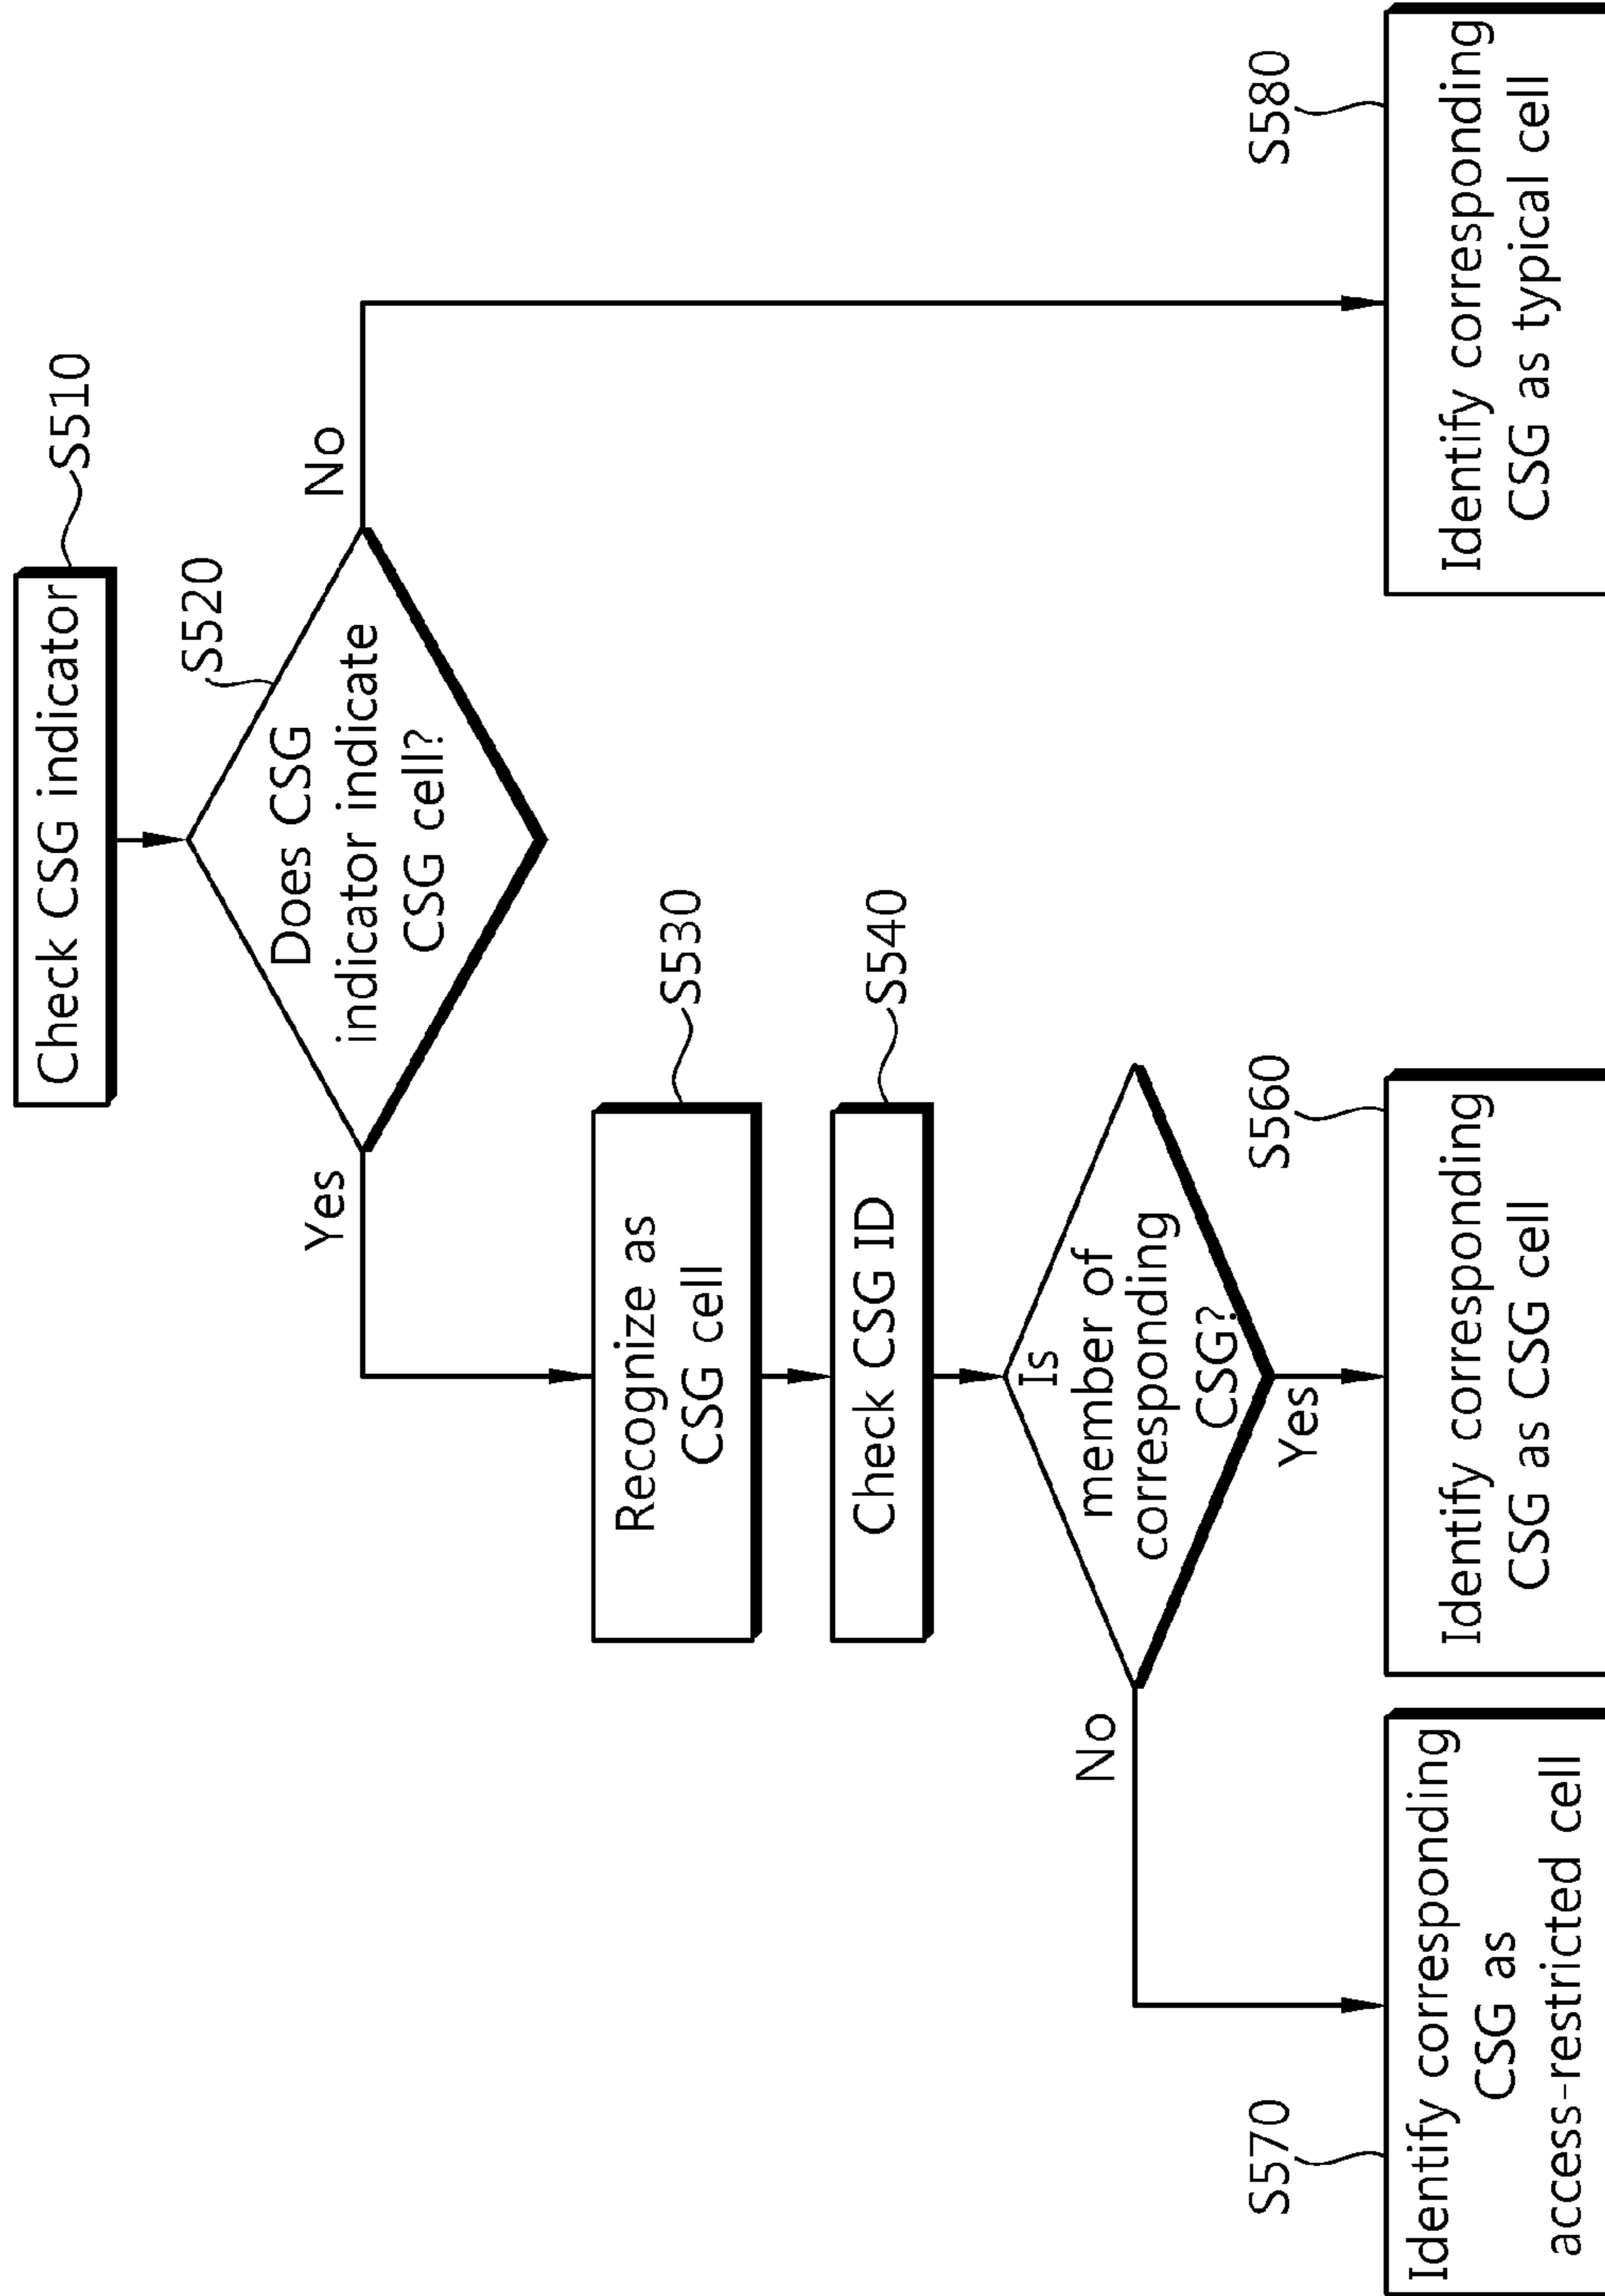 Check CSG indicator
S510
S520
Does CSG
indicator indicate
CSG cell?
Yes
No
Recognize as
CSG cell
S530
Check CSG ID
S540
Is
member of
corresponding
CSG?
No
Yes
S570
Identify corresponding
CSG as
access-restricted cell
S560
Identify corresponding
CSG as CSG cell
S580
Identify corresponding
CSG as typical cell